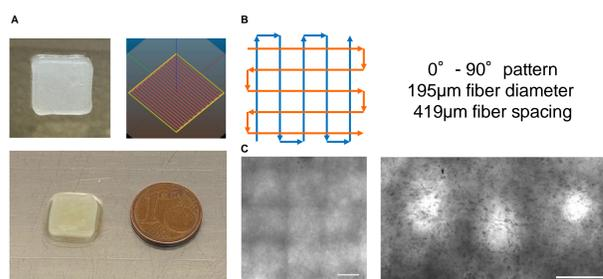 A
B
0° - 90° pattern
195µm fiber diameter
419µm fiber spacing
C